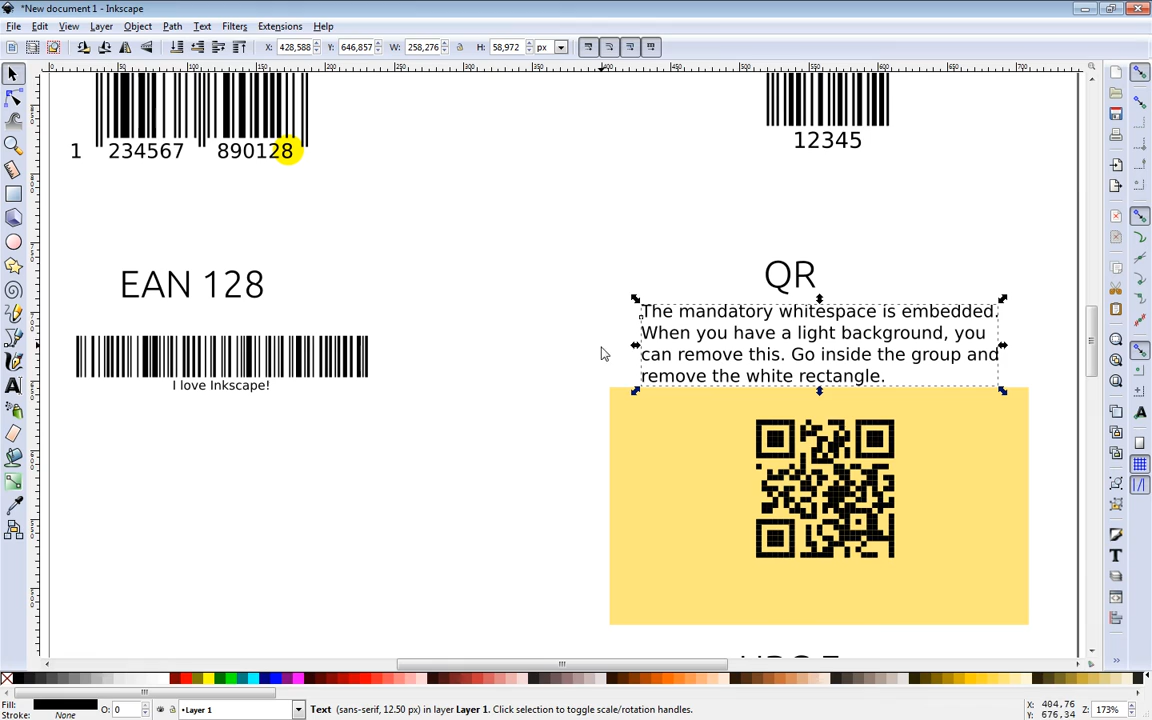 *New document 1 - Inkscape
File Edit View Layer Object Path Text Filters Extensions Help
X: 428,588 Y: 646,857 W: 258,276 H: 58,972 px
1 234567 890128
12345
EAN 128
I love Inkscape!
QR
The mandatory whitespace is embedded.
When you have a light background, you
can remove this. Go inside the group and
remove the white rectangle.
Fill:
Stroke: None
O: 0
•Layer 1
Text (sans-serif, 12.50 px) in layer Layer 1. Click selection to toggle scale/rotation handles.
X: 404,76
Y: 676,34
Z: 173%